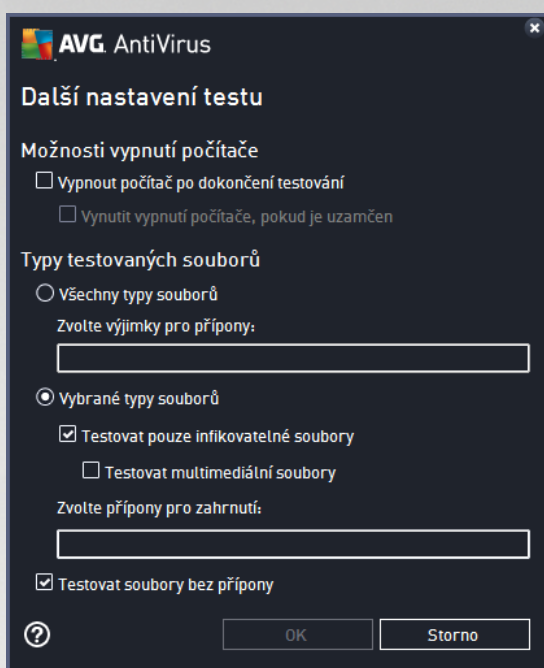 AVG. AntiVirus
Další nastavení testu
Možnosti vypnutí počítače
Vypnout počítač po dokončení testování
Vynutit vypnutí počítače, pokud je uzamčen
Typy testovaných souborů
Všechny typy souborů
Zvolte výjimky pro přípony:
Vybrané typy souborů
Testovat pouze infikovatelné soubory
Testovat multimediální soubory
Zvolte přípony pro zahrnutí:
Testovat soubory bez přípony
? OK Storno